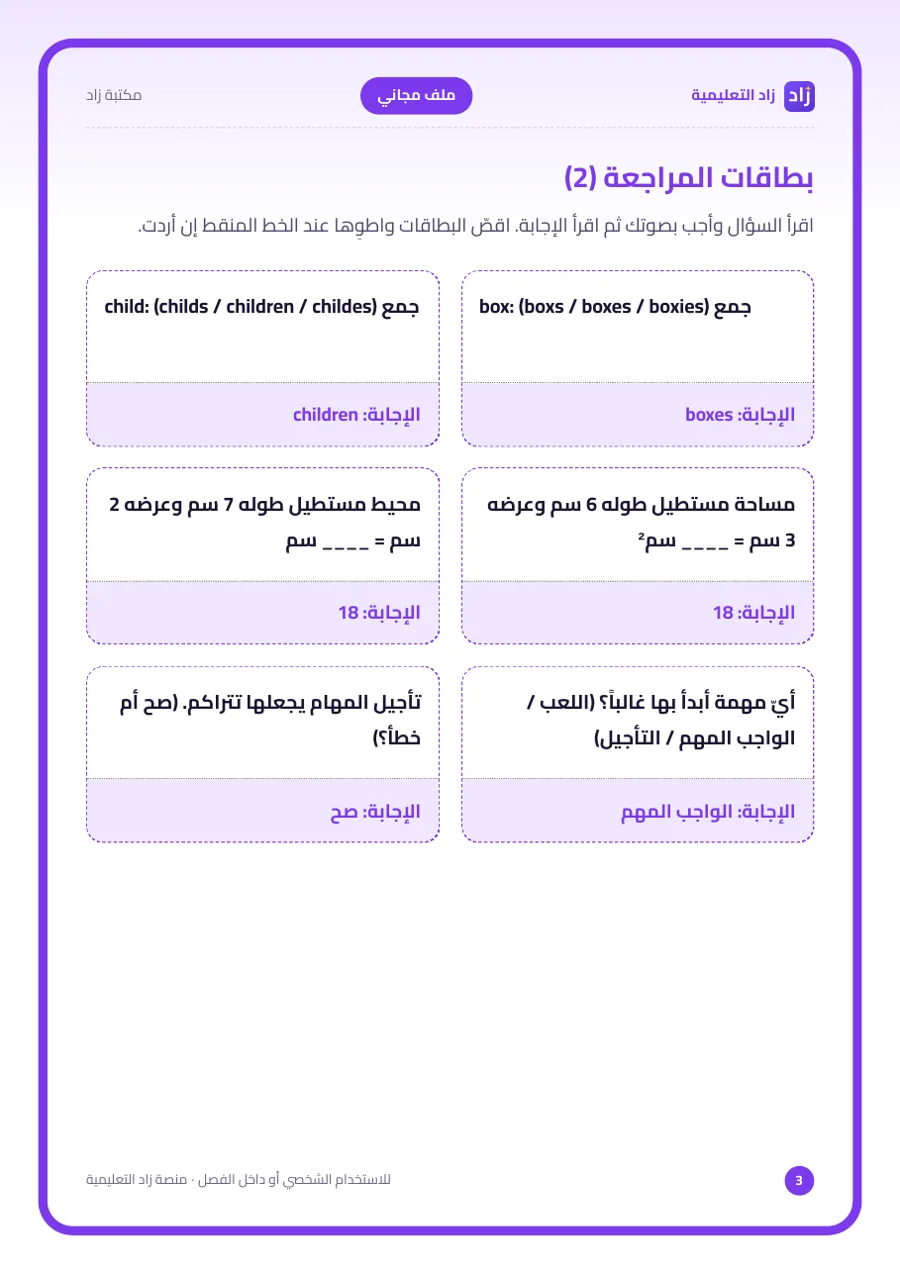 زاد
زاد التعليمية
ملف مجاني
مكتبة زاد
بطاقات المراجعة (2)
اقرأ السؤال وأجب بصوتك ثم اقرأ الإجابة. اقصّ البطاقات واطوِها عند الخط المنقط إن أردت.
جمع box: (boxs / boxes / boxies)
الإجابة: boxes
جمع child: (childs / children / childes)
الإجابة: children
مساحة مستطيل طوله 6 سم وعرضه
3 سم = ____ سم²
الإجابة: 18
محيط مستطيل طوله 7 سم وعرضه 2
سم = ____ سم
الإجابة: 18
أيّ مهمة أبدأ بها غالباً؟ (اللعب /
الواجب المهم / التأجيل)
الإجابة: الواجب المهم
تأجيل المهام يجعلها تتراكم. (صح أم
خطأ؟)
الإجابة: صح
3
للاستخدام الشخصي أو داخل الفصل · منصة زاد التعليمية